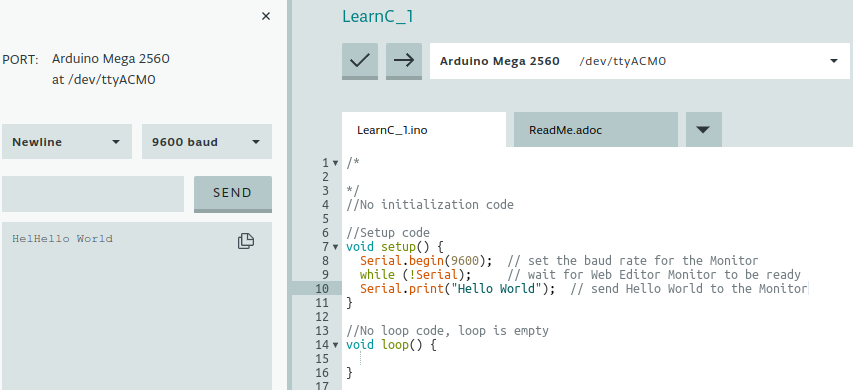 ×
PORT: Arduino Mega 2560
at /dev/ttyACM0
Newline
9600 baud
SEND
HelHello World
LearnC_1
Arduino Mega 2560 /dev/ttyACM0
LearnC_1.ino
ReadMe.adoc
1 /*
2
3 */
4 //No initialization code
5
6 //Setup code
7 void setup() {
8   Serial.begin(9600);  // set the baud rate for the Monitor
9   while (!Serial);     // wait for Web Editor Monitor to be ready
10   Serial.print("Hello World");  // send Hello World to the Monitor
11 }
12
13 //No loop code, loop is empty
14 void loop() {
15
16 }
17